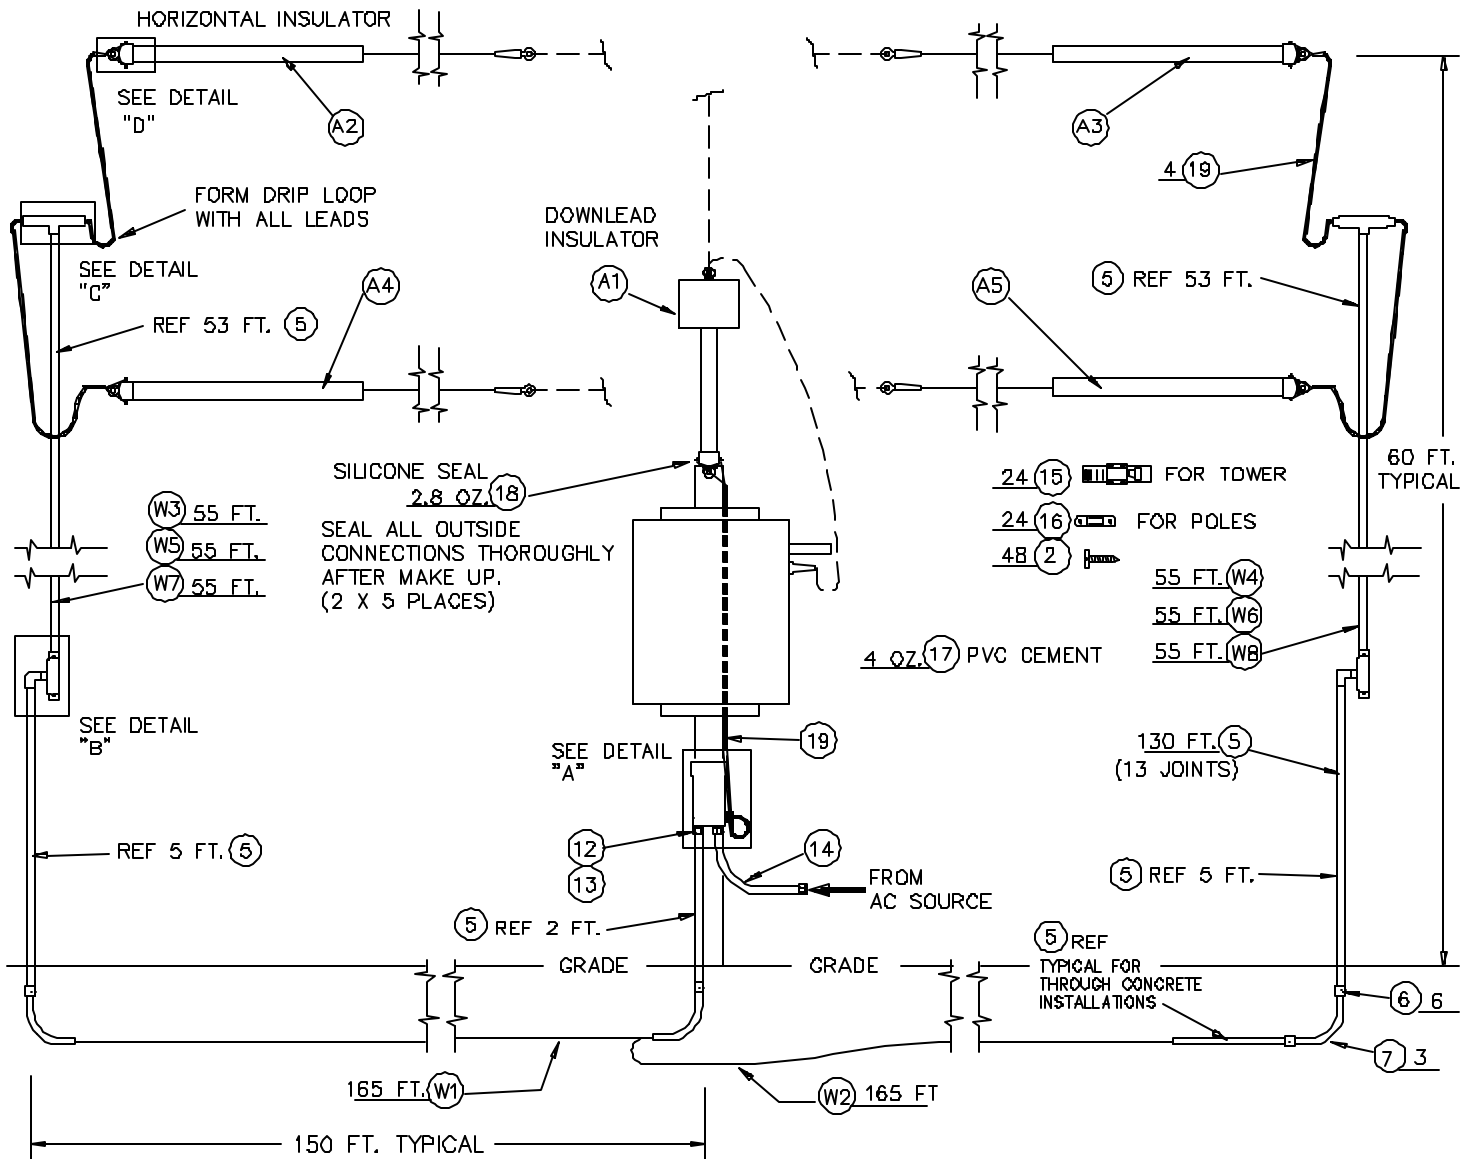 HORIZONTAL INSULATOR
SEE DETAIL
"D"
A2
A3
4 19
FORM DRIP LOOP
WITH ALL LEADS
DOWNLEAD
INSULATOR
SEE DETAIL
"C"
A4
A1
A5
5 REF 53 FT.
REF 53 FT. 5
SILICONE SEAL
2.8 OZ. 18
SEAL ALL OUTSIDE
CONNECTIONS THOROUGHLY
AFTER MAKE UP.
(2 X 5 PLACES)
24 15 FOR TOWER
24 16 FOR POLES
48 2
60 FT.
TYPICAL
W3 55 FT.
W5 55 FT.
W7 55 FT.
55 FT. W4
55 FT. W6
55 FT. W8
4 OZ. 17 PVC CEMENT
SEE DETAIL
"B"
SEE DETAIL
"A"
19
130 FT. 5
(13 JOINTS)
REF 5 FT. 5
12
13
14
FROM
AC SOURCE
5 REF 5 FT.
5 REF 2 FT.
GRADE
GRADE
5 REF
TYPICAL FOR
THROUGH CONCRETE
INSTALLATIONS
6 6
7 3
165 FT. W1
W2 165 FT
150 FT. TYPICAL